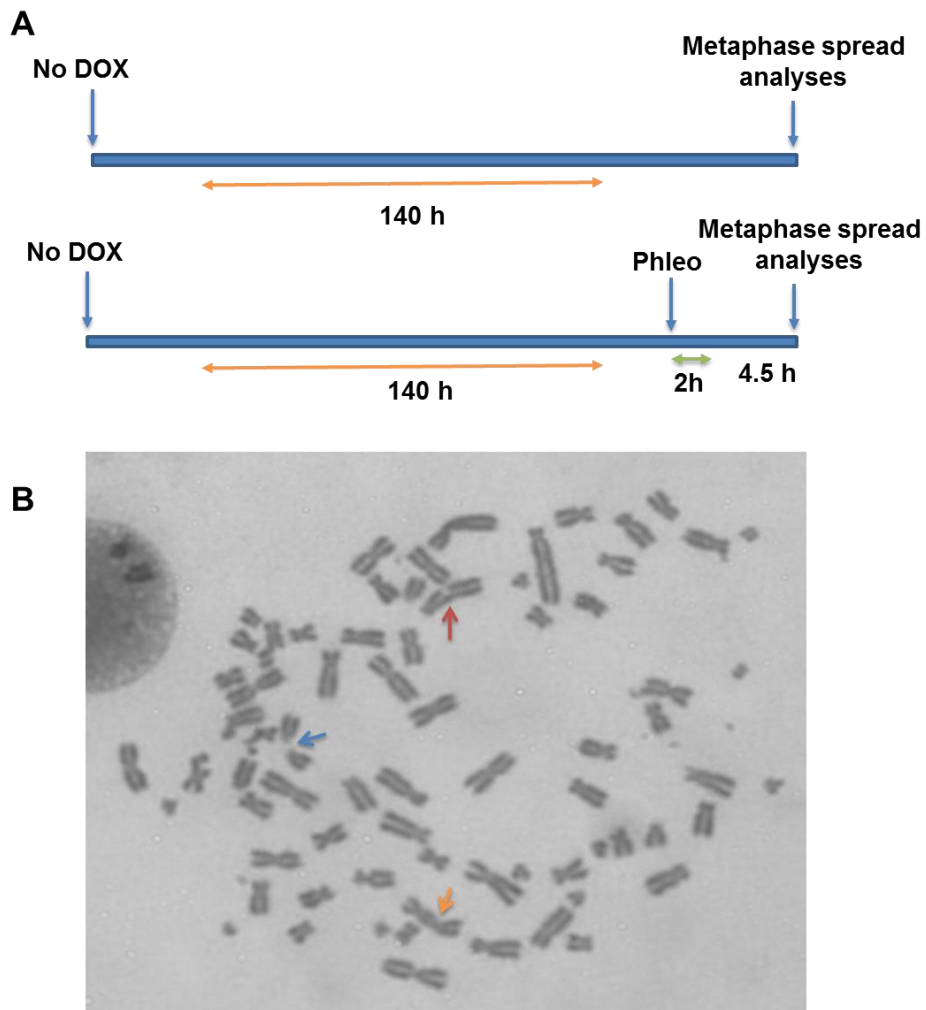 A
No DOX
Metaphase spread
analyses
140 h
No DOX
Phleo
Metaphase spread
analyses
140 h
2h
4.5 h
B